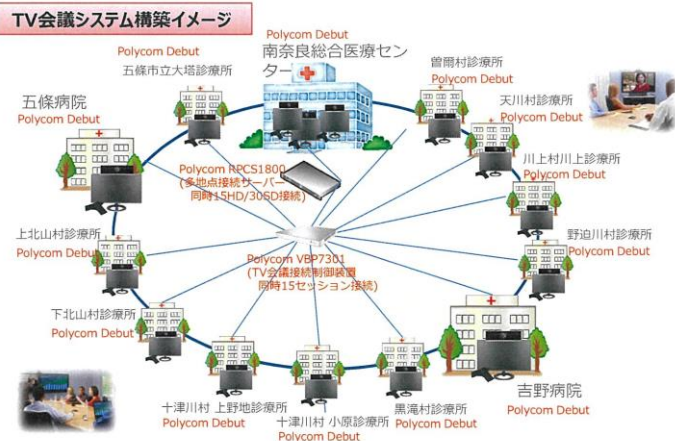 TV会議システム構築イメージ
Polycom Debut
南奈良総合医療セン
ター
Polycom Debut
五條市立大塔診療所
曽爾村診療所
Polycom Debut
五條病院
Polycom Debut
天川村診療所
Polycom Debut
川上村川上診療所
Polycom Debut
Polycom RPCS1800
(多地点接続サーバー
同時15HD/30SD接続)
上北山村診療所
Polycom Debut
野迫川村診療所
Polycom Debut
Polycom VBP7301
(TV会議接続制御装置
同時15セッション接続)
下北山村診療所
Polycom Debut
吉野病院
Polycom Debut
十津川村 上野地診療所
Polycom Debut
十津川村 小原診療所
Polycom Debut
黒滝村診療所
Polycom Debut